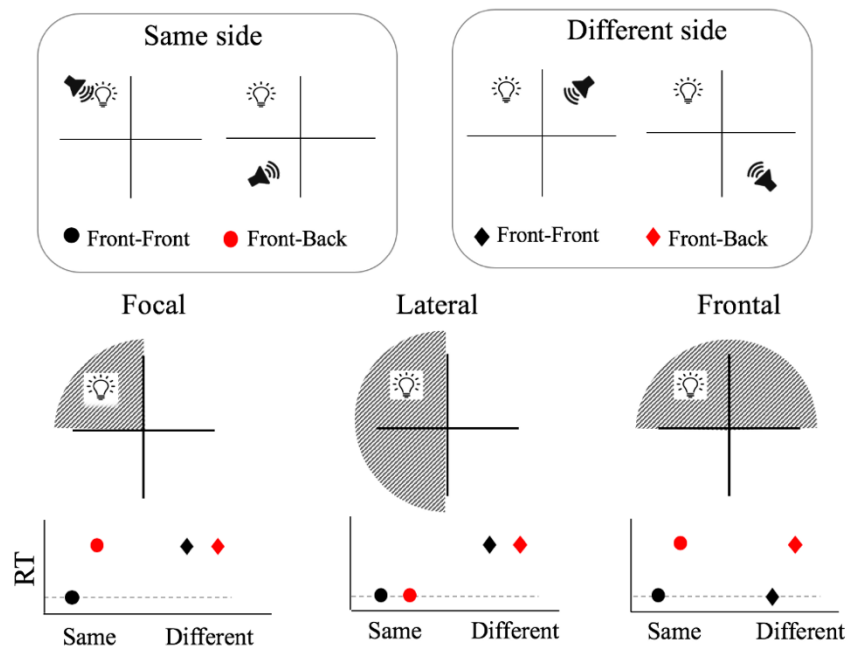 Same side
Different side
Front-Front
Front-Back
Front-Front
Front-Back
Focal
Lateral
Frontal
RT
Same Different
Same Different
Same Different